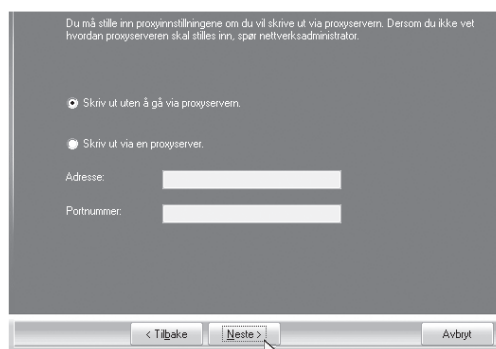 Du må stille inn proxyinnstillingene om du vil skrive ut via proxyservern. Dersom du ikke vet
hvordan proxyserveren skal stilles inn, spør nettverksadministrator.
Skriv ut uten å gå via proxyservern.
Skriv ut via en proxyserver.
Adresse:
Portnummer:
< Tilbake Neste > Avbryt